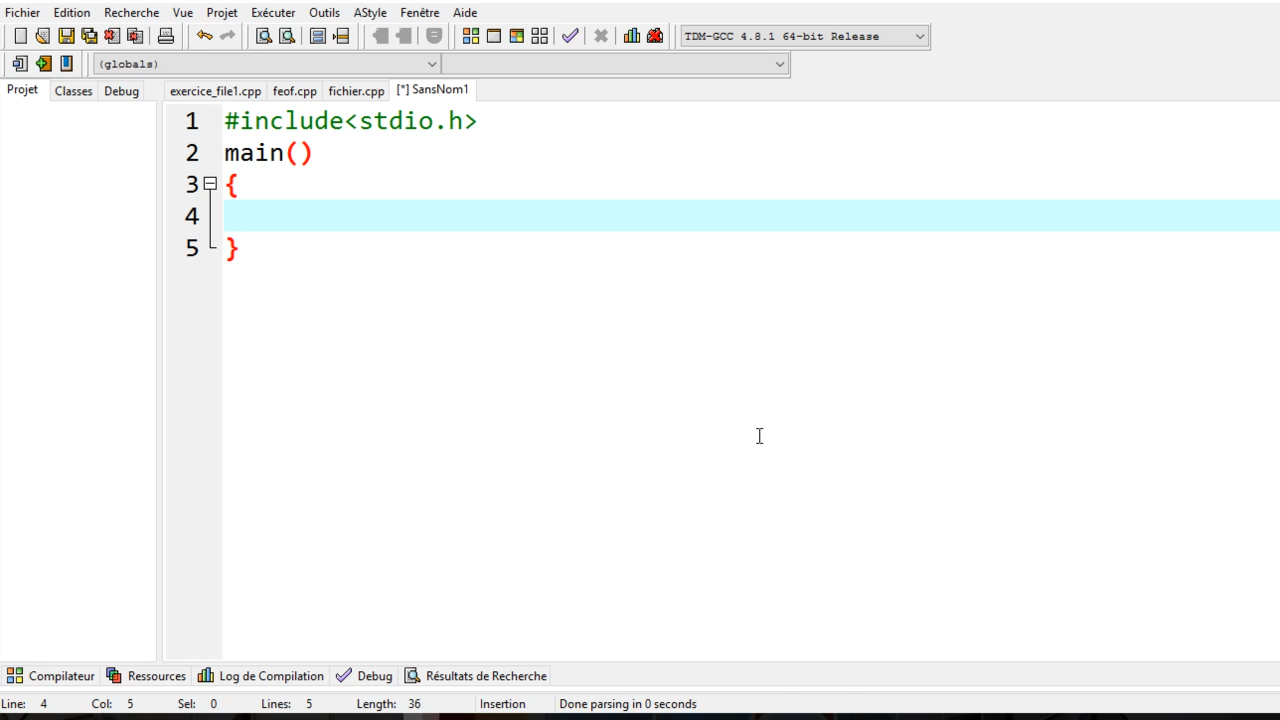 Fichier Edition Recherche Vue Projet Exécuter Outils AStyle Fenêtre Aide
TDM-GCC 4.8.1 64-bit Release
(globals)
Projet Classes Debug exercice_file1.cpp feof.cpp fichier.cpp [*] SansNom1
1 #include<stdio.h>
2 main()
3 {
4
5 }
Compilateur Ressources Log de Compilation Debug Résultats de Recherche
Line: 4 Col: 5 Sel: 0 Lines: 5 Length: 36 Insertion Done parsing in 0 seconds